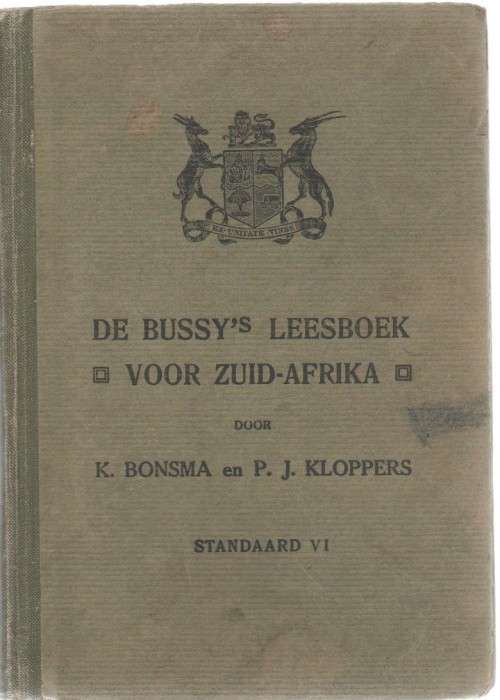 EX UNITATE VIRES
DE BUSSY'S LEESBOEK
VOOR ZUID-AFRIKA
DOOR
K. BONSMA en P. J. KLOPPERS
STANDAARD VI